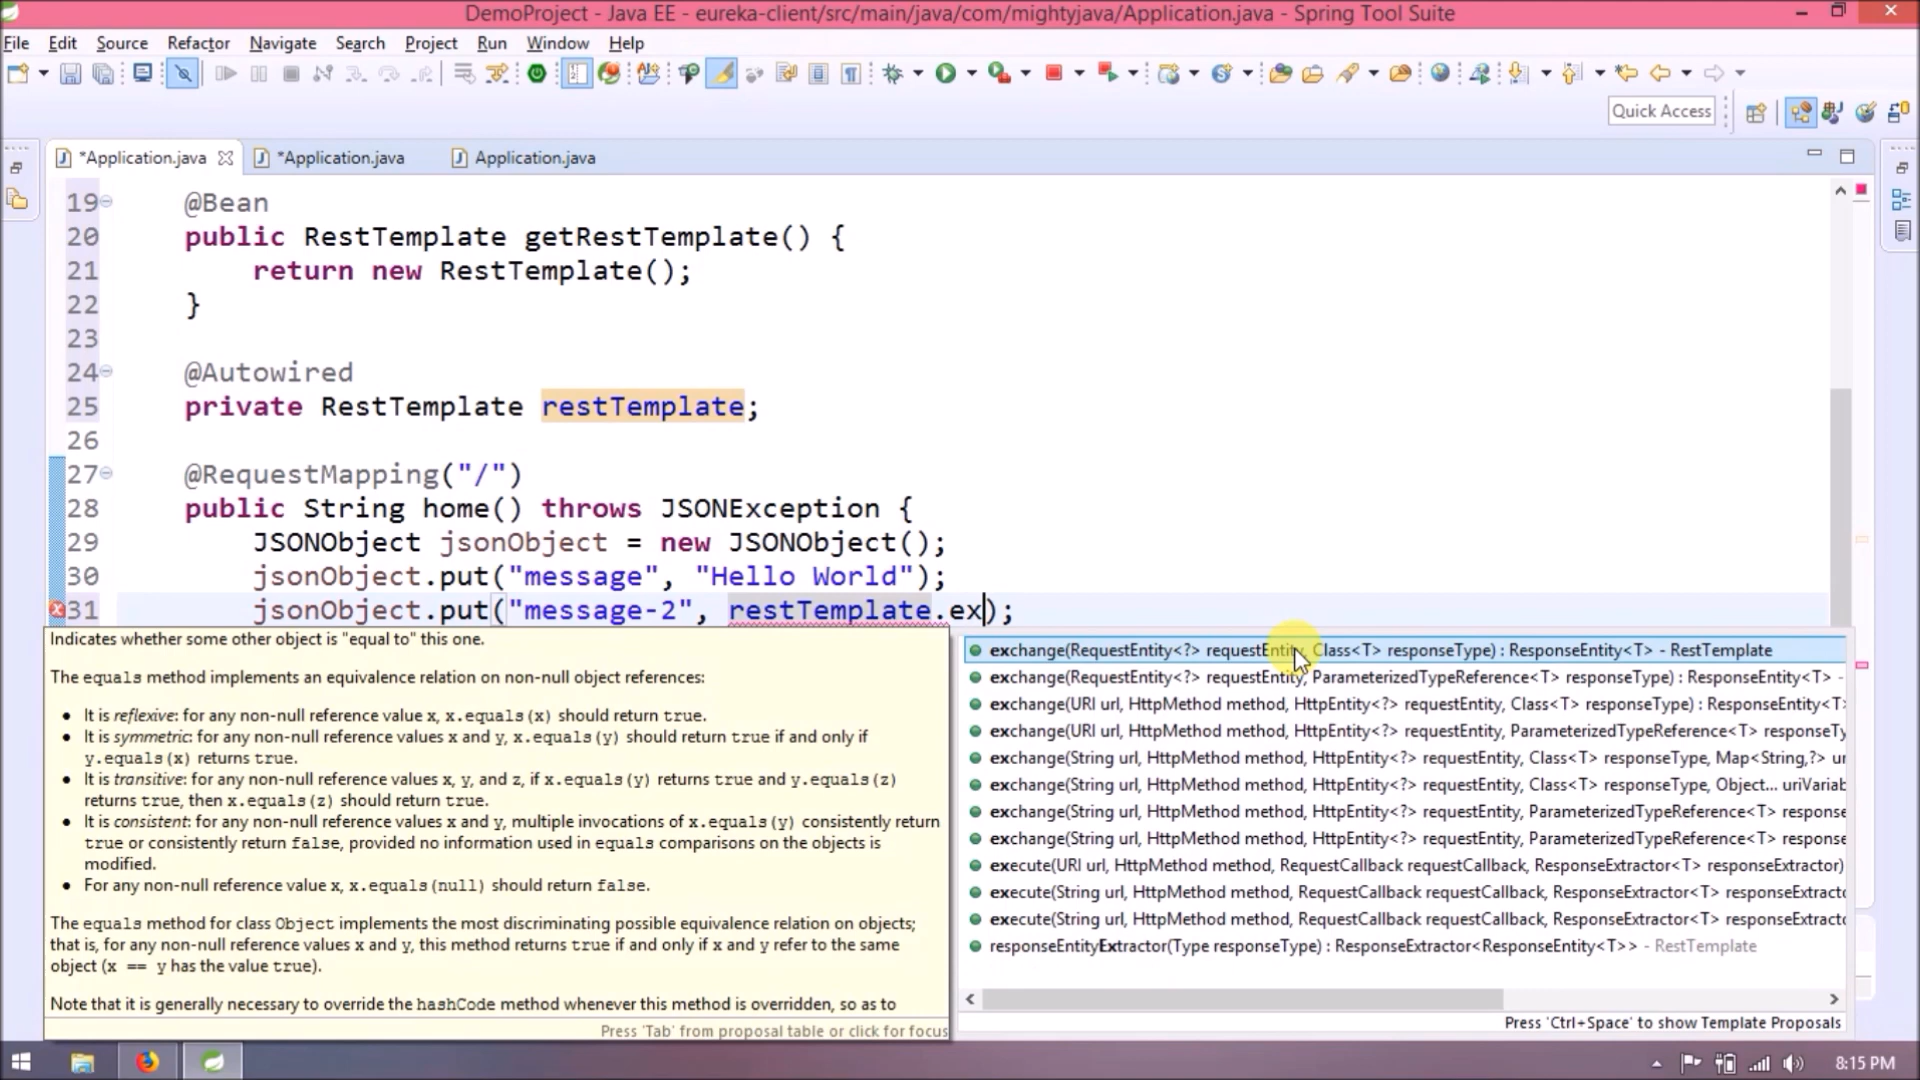 DemoProject - Java EE - eureka-client/src/main/java/com/mightyjava/Application.java - Spring Tool Suite
File Edit Source Refactor Navigate Search Project Run Window Help
Quick Access
*Application.java *Application.java Application.java
19 @Bean
20 public RestTemplate getRestTemplate() {
21 return new RestTemplate();
22 }
23
24 @Autowired
25 private RestTemplate restTemplate;
26
27 @RequestMapping("/")
28 public String home() throws JSONException {
29 JSONObject jsonObject = new JSONObject();
30 jsonObject.put("message", "Hello World");
31 jsonObject.put("message-2", restTemplate.ex);
Indicates whether some other object is "equal to" this one.
The equals method implements an equivalence relation on non-null object references:
• It is reflexive: for any non-null reference value x, x.equals(x) should return true.
• It is symmetric: for any non-null reference values x and y, x.equals(y) should return true if and only if
y.equals(x) returns true.
• It is transitive: for any non-null reference values x, y, and z, if x.equals(y) returns true and y.equals(z)
returns true, then x.equals(z) should return true.
• It is consistent: for any non-null reference values x and y, multiple invocations of x.equals(y) consistently return
true or consistently return false, provided no information used in equals comparisons on the objects is
modified.
• For any non-null reference value x, x.equals(null) should return false.
The equals method for class Object implements the most discriminating possible equivalence relation on objects;
that is, for any non-null reference values x and y, this method returns true if and only if x and y refer to the same
object (x == y has the value true).
Note that it is generally necessary to override the hashCode method whenever this method is overridden, so as to
Press 'Tab' from proposal table or click for focus
exchange(RequestEntity<?> requestEntity, Class<T> responseType) : ResponseEntity<T> - RestTemplate
exchange(RequestEntity<?> requestEntity, ParameterizedTypeReference<T> responseType) : ResponseEntity<T> -
exchange(URI url, HttpMethod method, HttpEntity<?> requestEntity, Class<T> responseType) : ResponseEntity<T>
exchange(URI url, HttpMethod method, HttpEntity<?> requestEntity, ParameterizedTypeReference<T> responseTy
exchange(String url, HttpMethod method, HttpEntity<?> requestEntity, Class<T> responseType, Map<String,?> ur
exchange(String url, HttpMethod method, HttpEntity<?> requestEntity, Class<T> responseType, Object... uriVariab
exchange(String url, HttpMethod method, HttpEntity<?> requestEntity, ParameterizedTypeReference<T> response
exchange(String url, HttpMethod method, HttpEntity<?> requestEntity, ParameterizedTypeReference<T> response
execute(URI url, HttpMethod method, RequestCallback requestCallback, ResponseExtractor<T> responseExtractor)
execute(String url, HttpMethod method, RequestCallback requestCallback, ResponseExtractor<T> responseExtracto
execute(String url, HttpMethod method, RequestCallback requestCallback, ResponseExtractor<T> responseExtracto
responseEntityExtractor(Type responseType) : ResponseExtractor<ResponseEntity<T>> - RestTemplate
Press 'Ctrl+Space' to show Template Proposals
8:15 PM